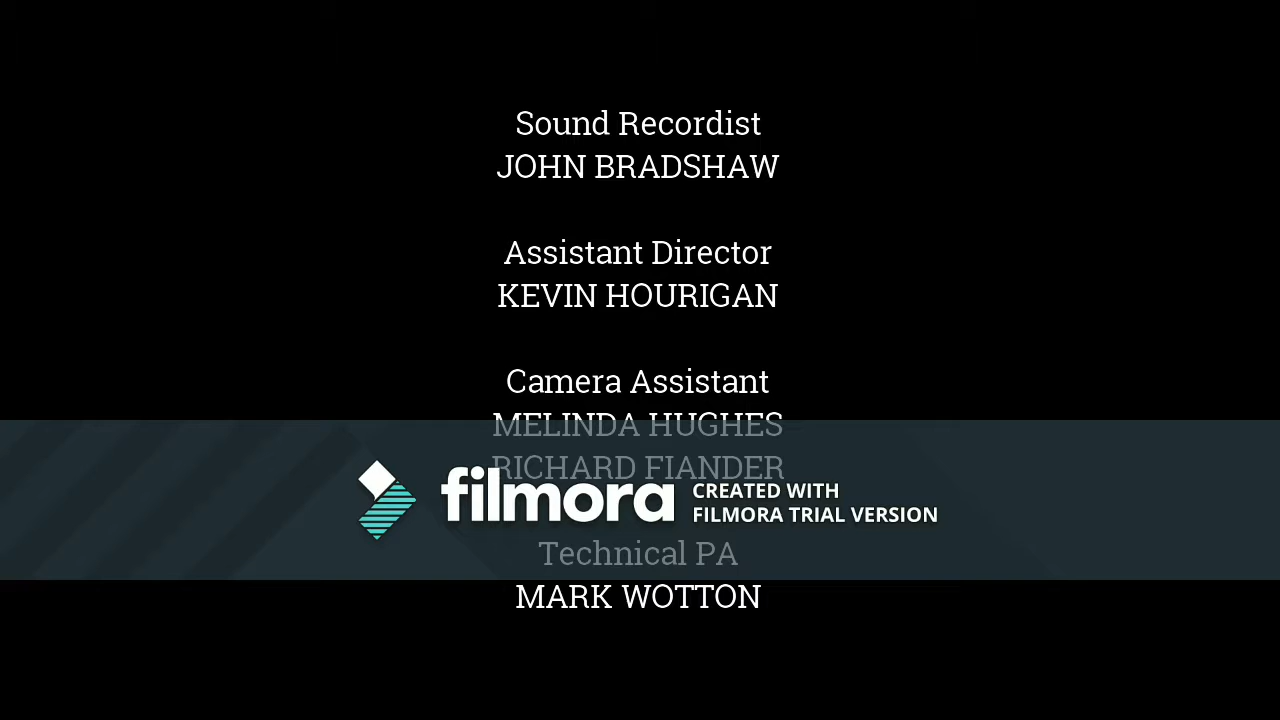 Sound Recordist
JOHN BRADSHAW
Assistant Director
KEVIN HOURIGAN
Camera Assistant
MELINDA HUGHES
RICHARD FIANDER
filmora
CREATED WITH
FILMORA TRIAL VERSION
Technical PA
MARK WOTTON